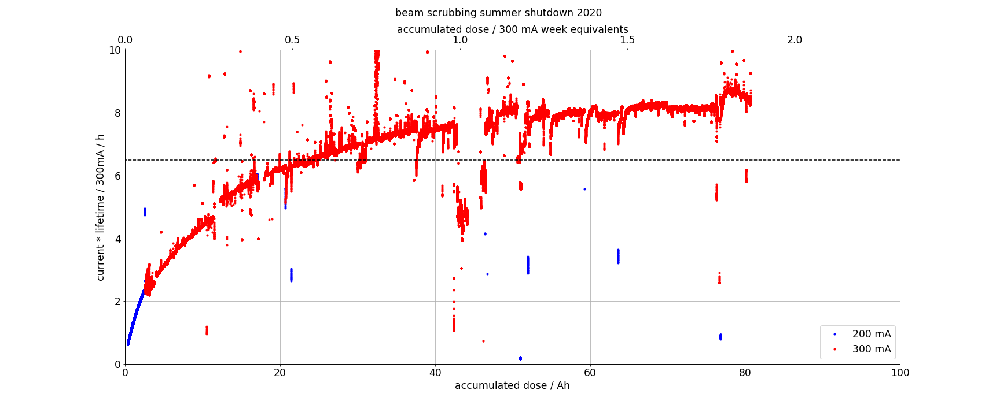 beam scrubbing summer shutdown 2020
accumulated dose / 300 mA week equivalents
0.0 0.5 1.0 1.5 2.0
10
8
6
4
2
0
current * lifetime / 300mA / h
200 mA
300 mA
0 20 40 60 80 100
accumulated dose / Ah